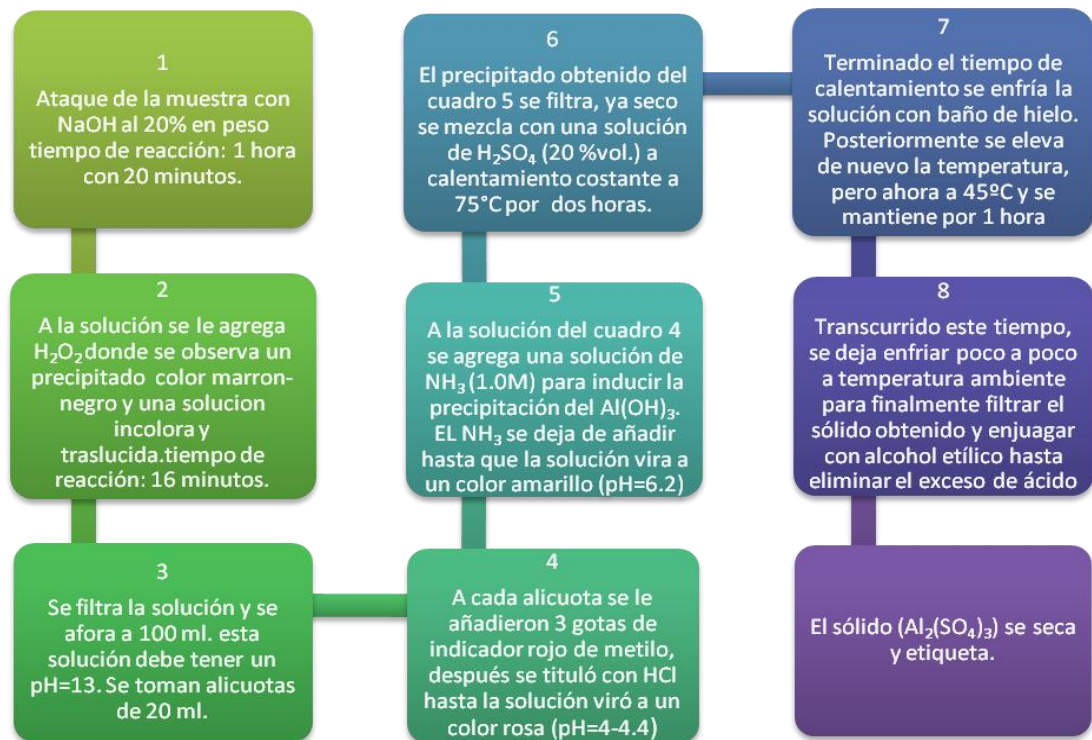 1
Ataque de la muestra con
NaOH al 20% en peso
tiempo de reacción: 1 hora
con 20 minutos.
2
A la solución se le agrega
H₂O₂ donde se observa un
precipitado color marron-
negro y una solucion
incolora y
traslucida.tiempo de
reacción: 16 minutos.
3
Se filtra la solución y se
afora a 100 ml. esta
solución debe tener un
pH=13. Se toman alicuotas
de 20 ml.
4
A cada alicuota se le
añadieron 3 gotas de
indicador rojo de metilo,
después se tituló con HCl
hasta la solución viró a un
color rosa (pH=4-4.4)
5
A la solución del cuadro 4
se agrega una solución de
NH₃ (1.0M) para inducir la
precipitación del Al(OH)₃.
EL NH₃ se deja de añadir
hasta que la solución vira a
un color amarillo (pH=6.2)
6
El precipitado obtenido del
cuadro 5 se filtra, ya seco
se mezcla con una solución
de H₂SO₄ (20 %vol.) a
calentamiento costante a
75°C por dos horas.
7
Terminado el tiempo de
calentamiento se enfría la
solución con baño de hielo.
Posteriormente se eleva
de nuevo la temperatura,
pero ahora a 45ºC y se
mantiene por 1 hora
8
Transcurrido este tiempo,
se deja enfriar poco a poco
a temperatura ambiente
para finalmente filtrar el
sólido obtenido y enjuagar
con alcohol etílico hasta
eliminar el exceso de ácido
El sólido (Al₂(SO₄)₃) se seca
y etiqueta.